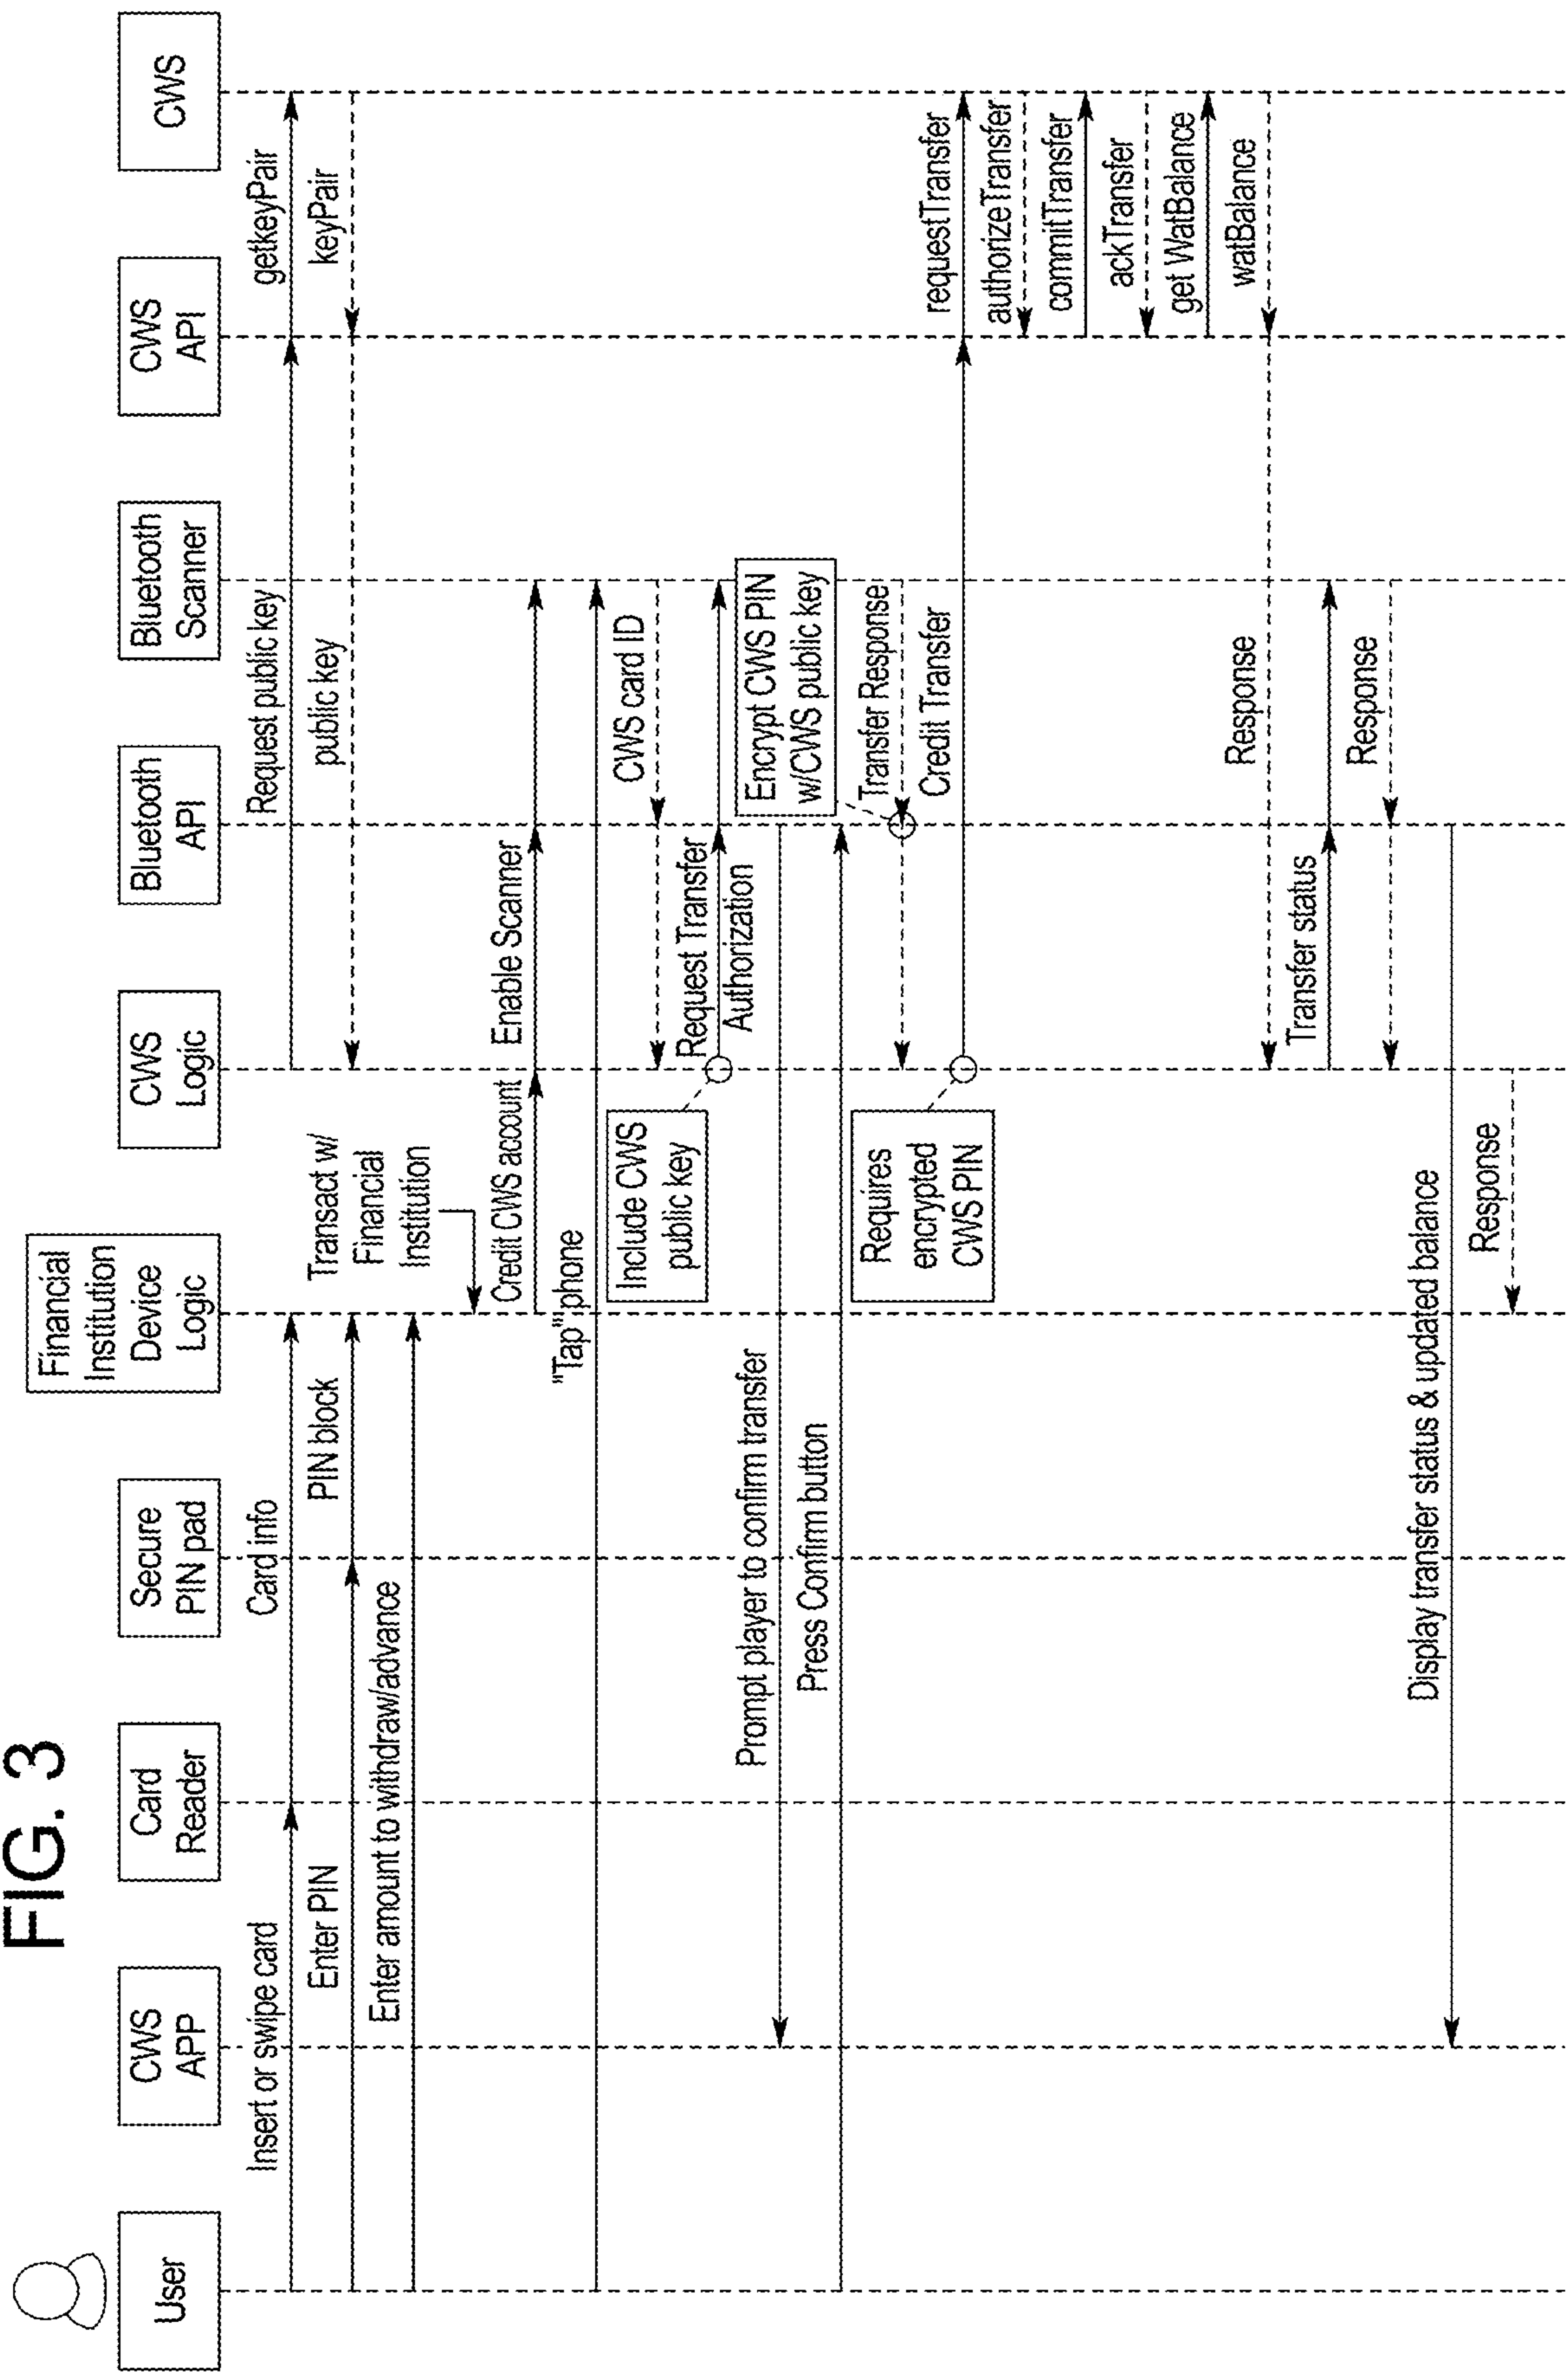 FIG. 3
User
CWS
APP
Card
Reader
Secure
PIN pad
Financial
Institution
Device
Logic
CWS
Logic
Bluetooth
API
Bluetooth
Scanner
CWS
API
CWS
Insert or swipe card
Card info
Request public key
getkeyPair
Enter PIN
PIN block
Transact w/
Financial
Institution
public key
keyPair
Enter amount to withdraw/advance
Credit CWS account
Enable Scanner
"Tap" phone
CWS card ID
Include CWS
public key
Request Transfer
Authorization
Prompt player to confirm transfer
Encrypt CWS PIN
w/CWS public key
Press Confirm button
Transfer Response
Requires
encrypted
CWS PIN
Credit Transfer
requestTransfer
authorizeTransfer
commitTransfer
ackTransfer
get WatBalance
watBalance
Response
Transfer status
Response
Display transfer status & updated balance
Response